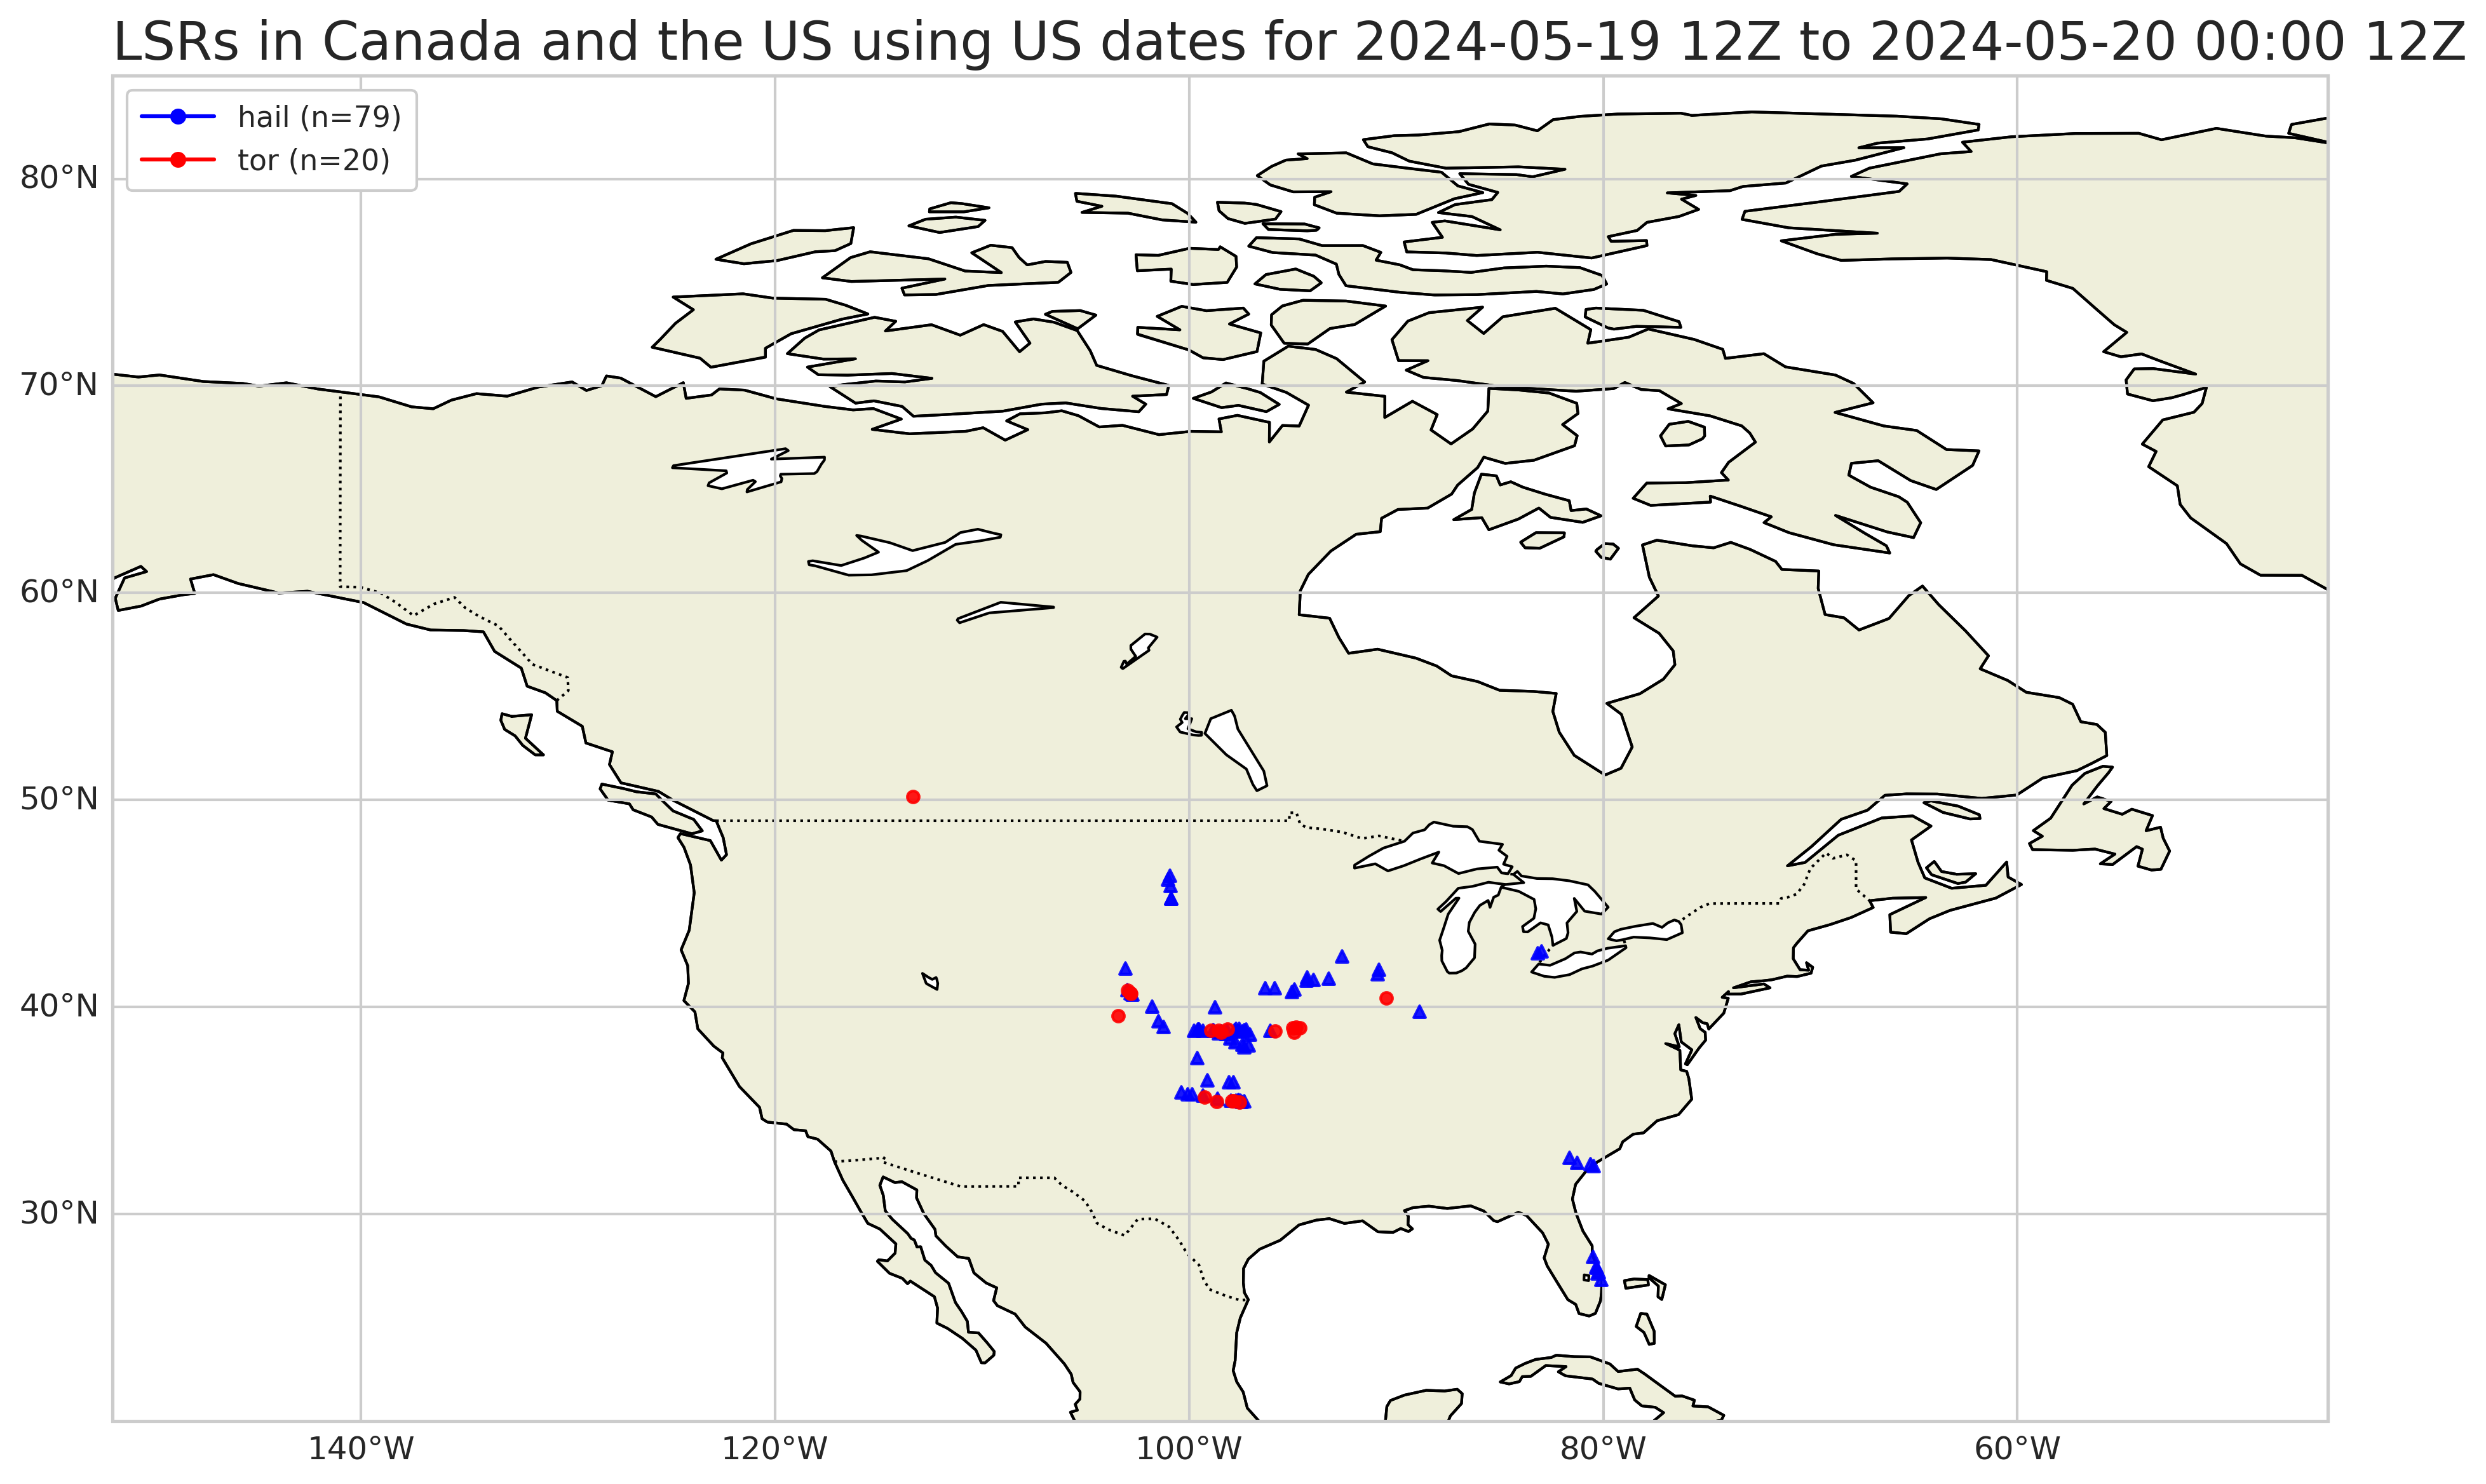 LSRs in Canada and the US using US dates for 2024-05-19 12Z to 2024-05-20 00:00 12Z
hail (n=79)
tor (n=20)
80°N
70°N
60°N
50°N
40°N
30°N
140°W
120°W
100°W
80°W
60°W